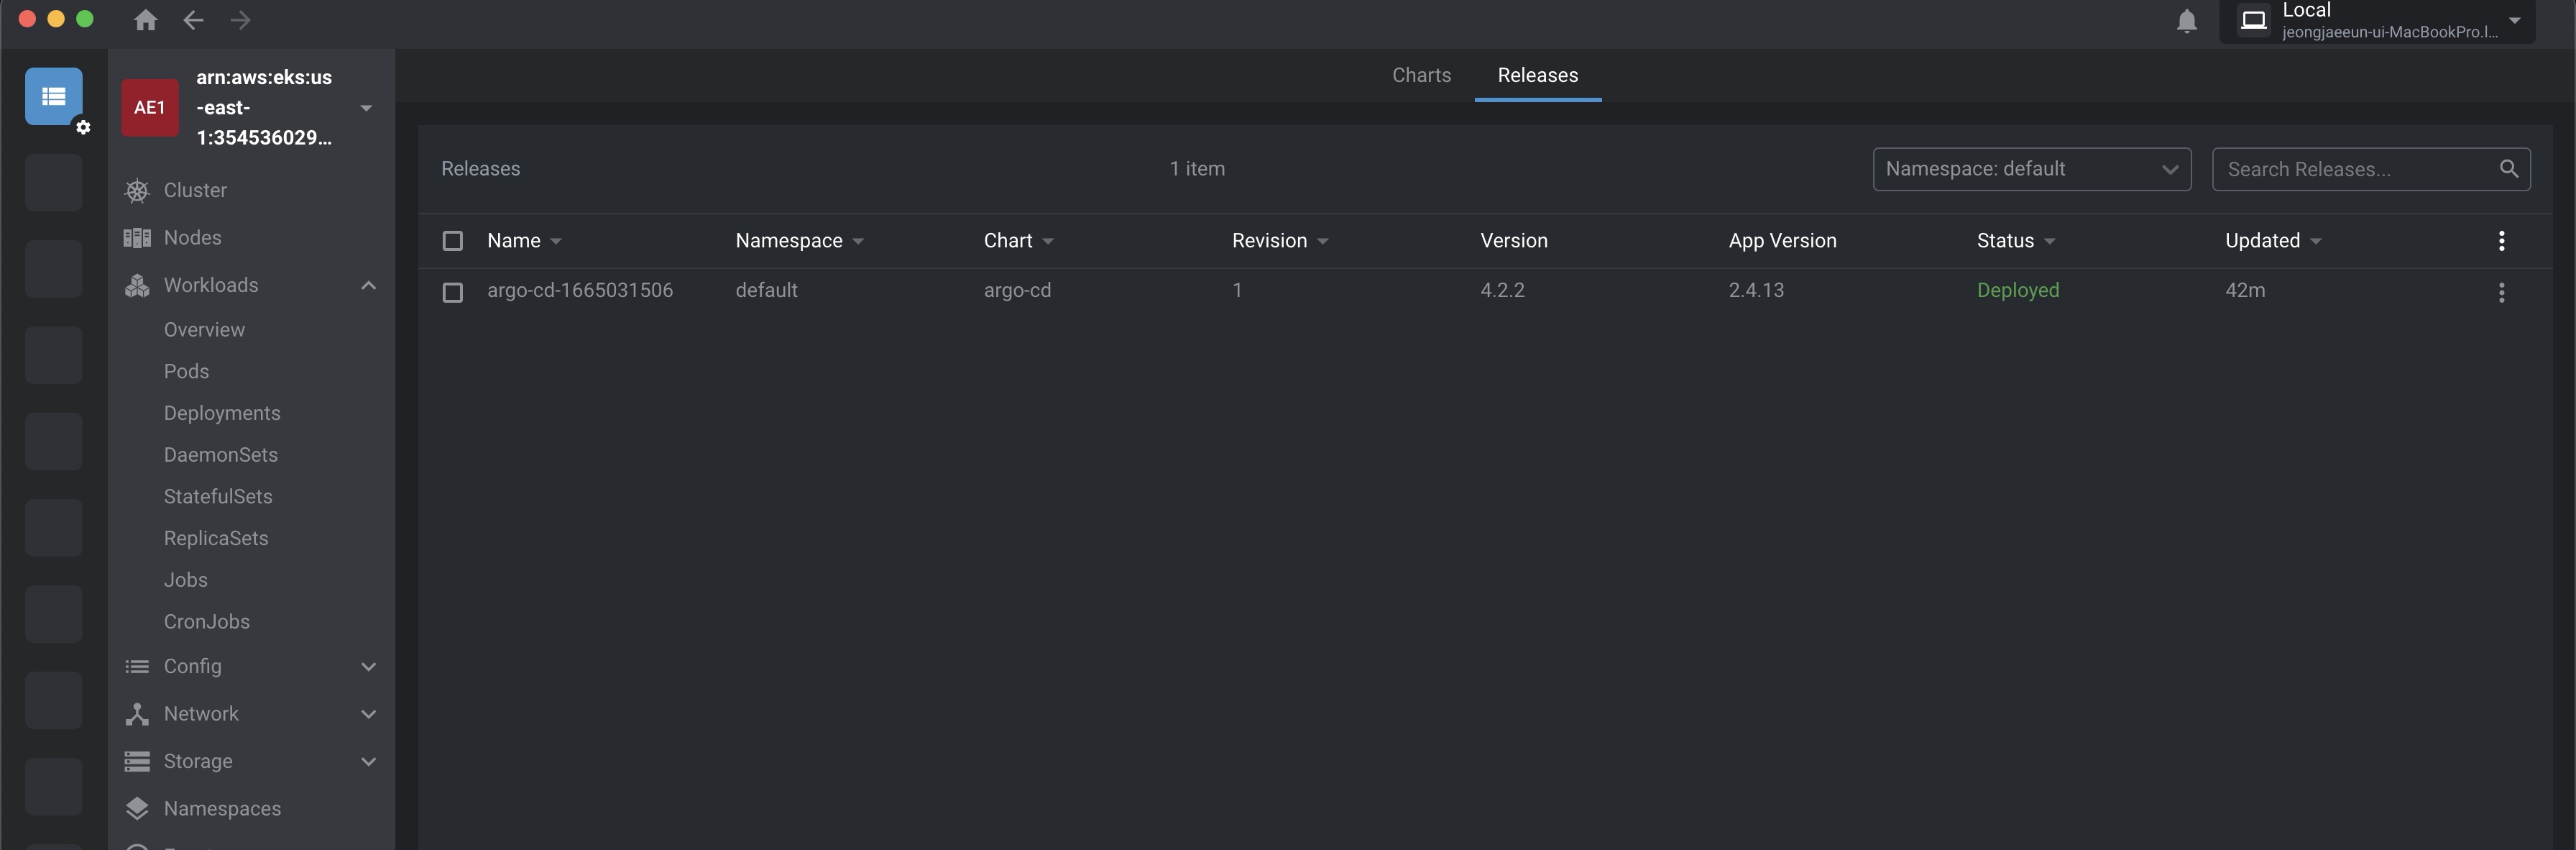 Local
jeongjaeeun-ui-MacBookPro.l...
AE1
arn:aws:eks:us
-east-
1:354536029...
Charts
Releases
Releases
1 item
Namespace: default
Search Releases...
Name
Namespace
Chart
Revision
Version
App Version
Status
Updated
argo-cd-1665031506
default
argo-cd
1
4.2.2
2.4.13
Deployed
42m
Cluster
Nodes
Workloads
Overview
Pods
Deployments
DaemonSets
StatefulSets
ReplicaSets
Jobs
CronJobs
Config
Network
Storage
Namespaces